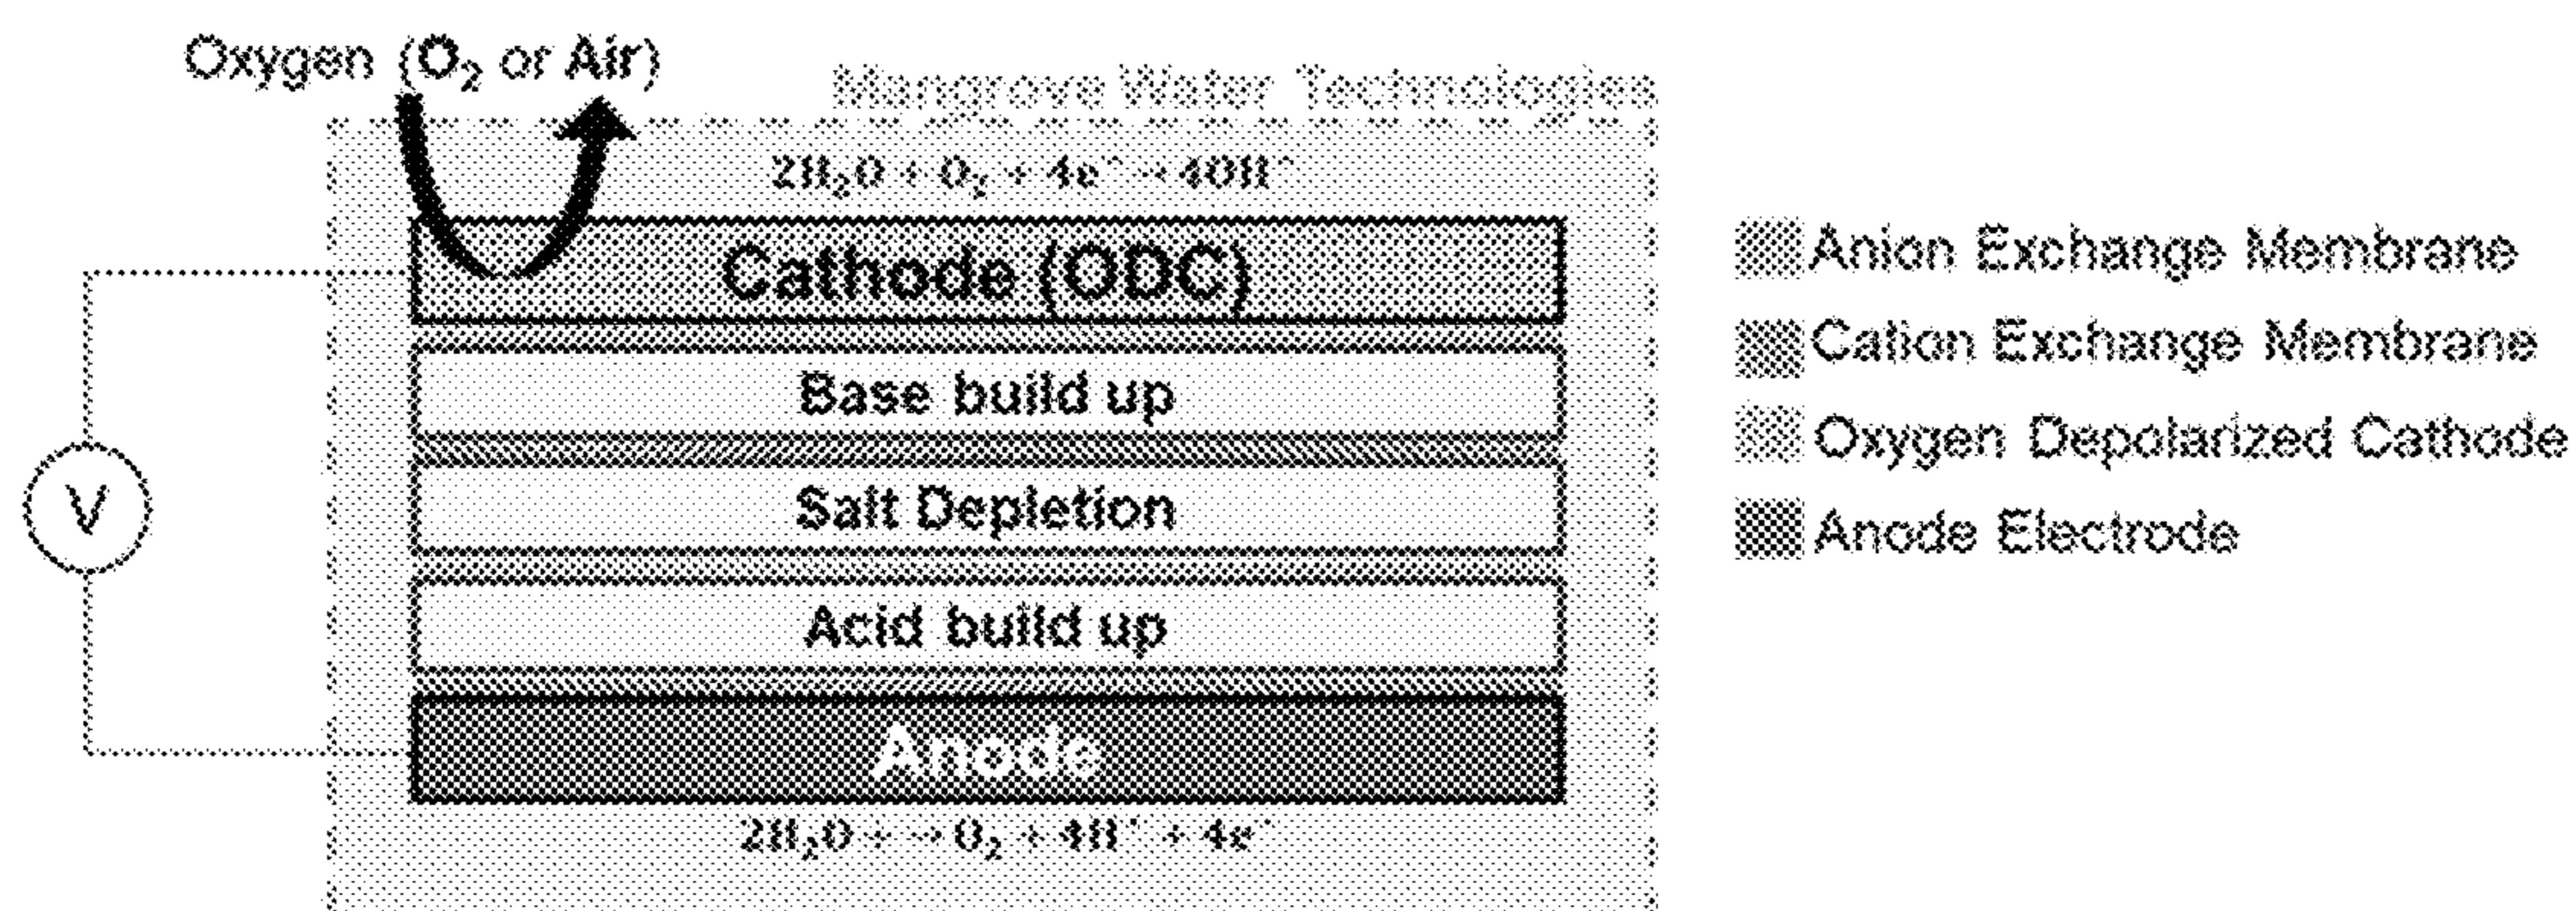 Oxygen (O₂ or Air)
Mangrove Water Technologies
2H₂O + O₂ + 4e⁻ → 4OH⁻
Cathode (ODC)
Base build up
Salt Depletion
Acid build up
Anode
2H₂O + → O₂ + 4H⁺ + 4e⁻
V
Anion Exchange Membrane
Cation Exchange Membrane
Oxygen Depolarized Cathode
Anode Electrode